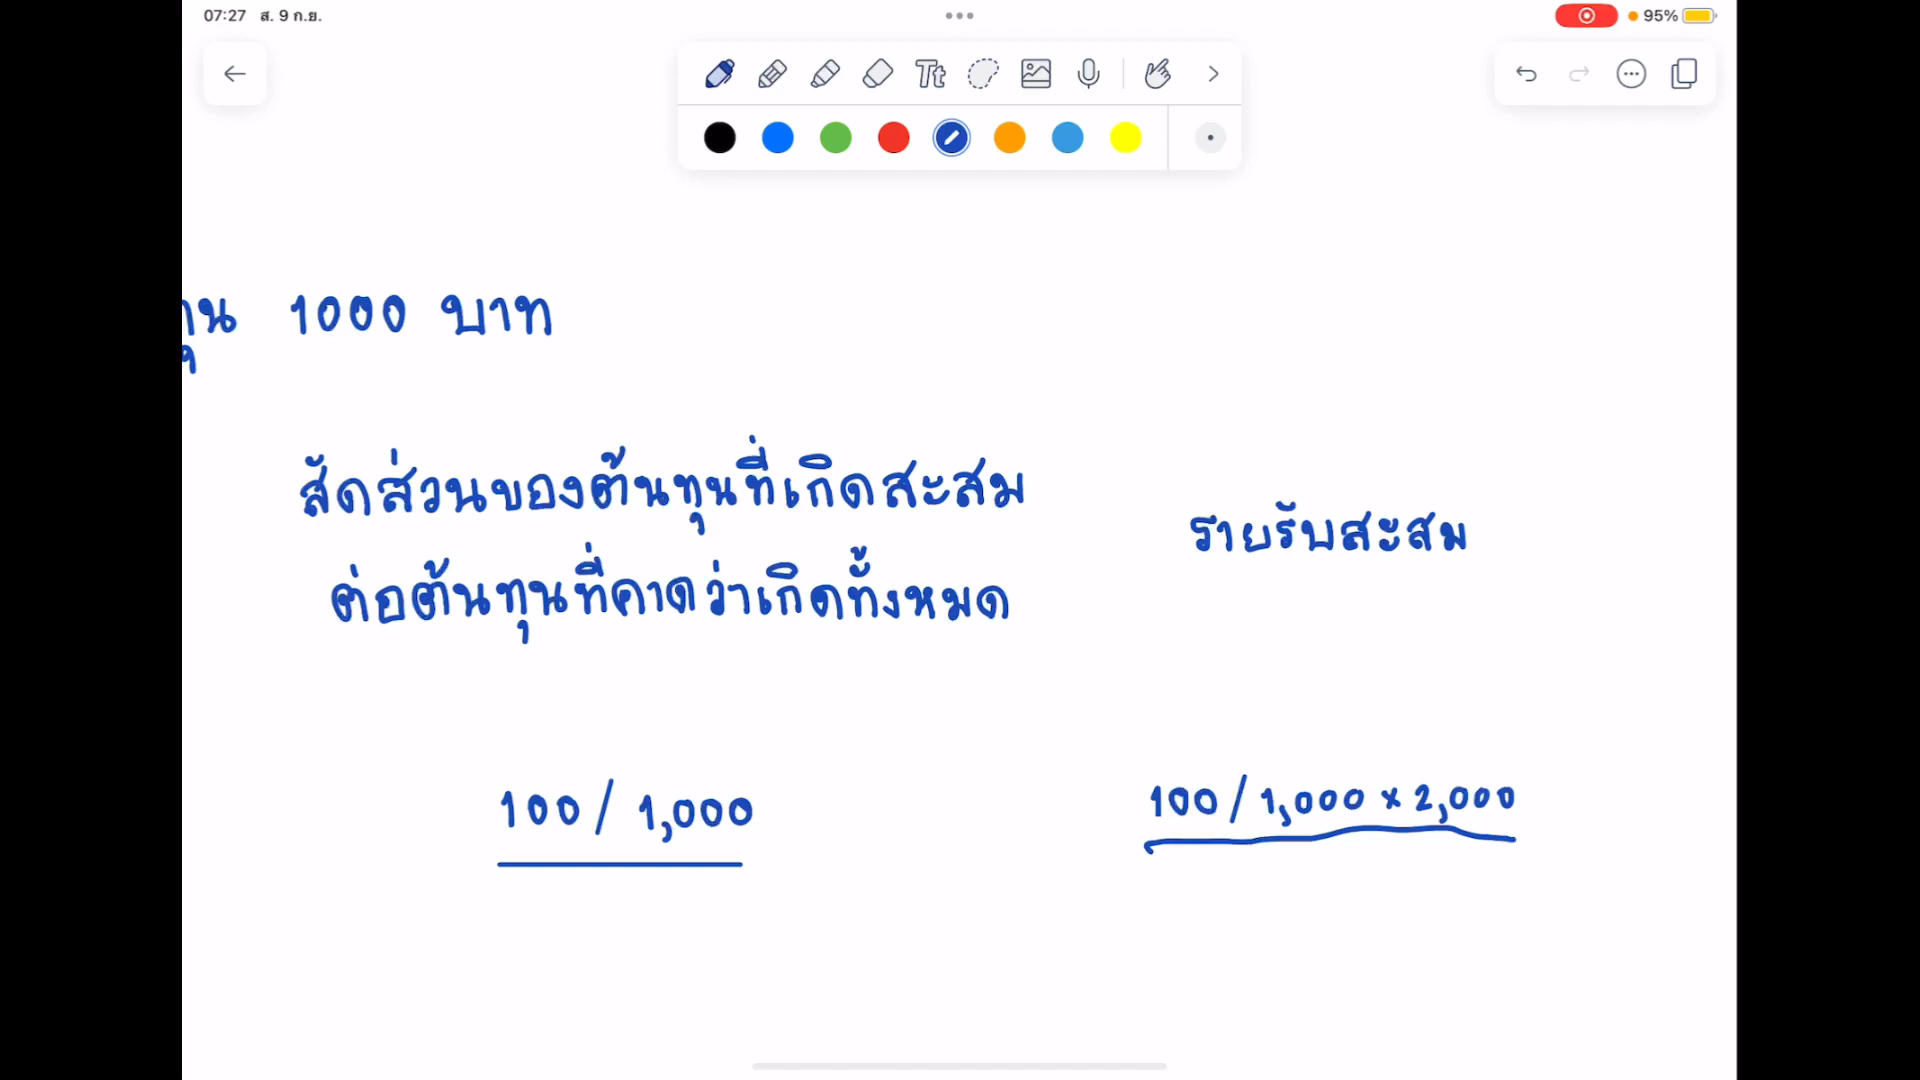 07:27 ส. 9 ก.ย.
95%
Tt
1000 บาท
สัดส่วนของต้นทุนที่เกิดสะสม
ต่อต้นทุนที่คาดว่าเกิดทั้งหมด
รายรับสะสม
100 / 1,000
100 / 1,000 × 2,000